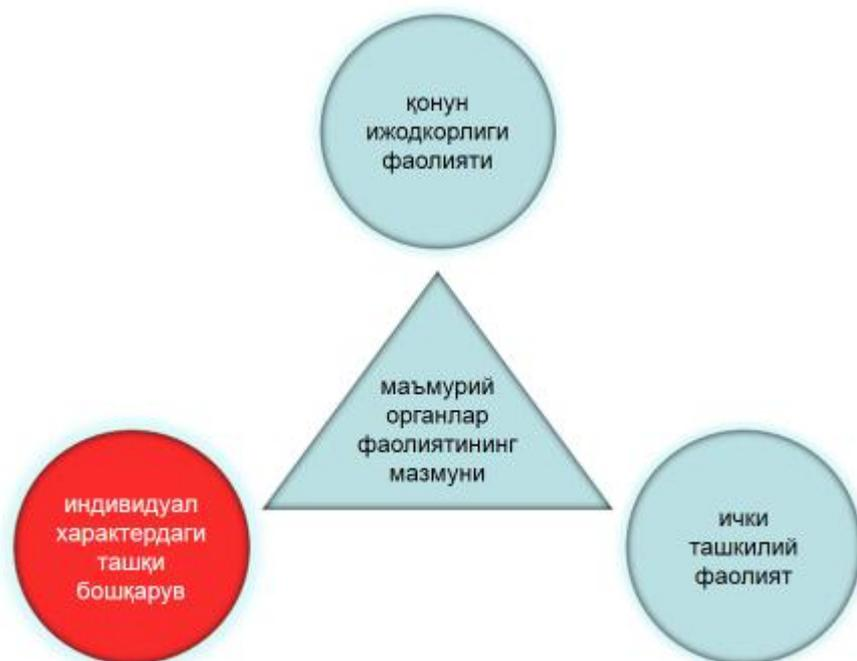 қонун
ижодкорлиги
фаолияти
маъмурий
органлар
фаолиятининг
мазмуни
индивидуал
характердаги
ташқи
бошқарув
ички
ташкилий
фаолият